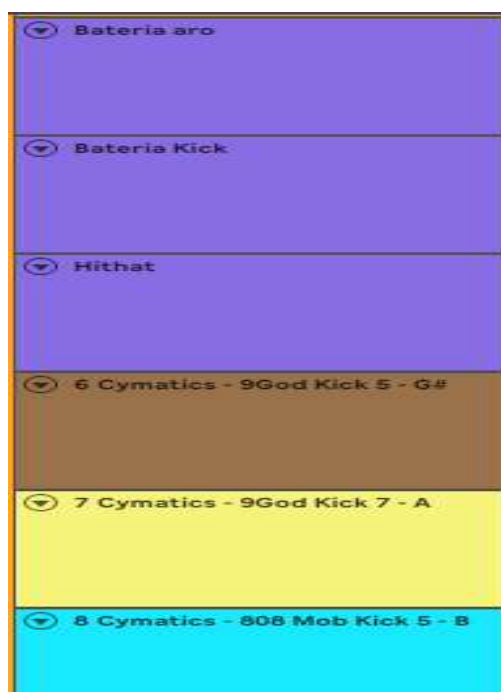 Bateria aro
Bateria Kick
Hithat
6 Cymatics - 9God Kick 5 - G#
7 Cymatics - 9God Kick 7 - A
8 Cymatics - 808 Mob Kick 5 - B